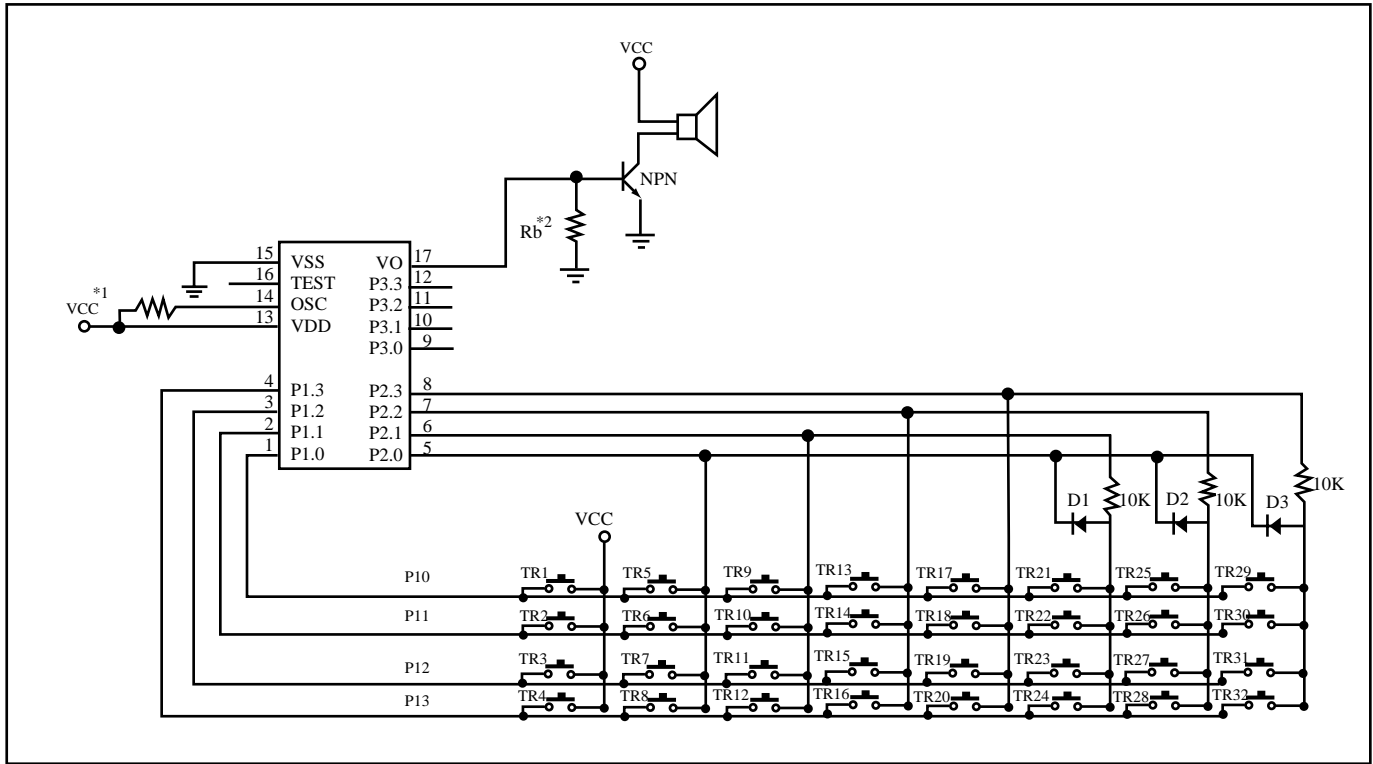 VCC
NPN
Rb*2
15 VSS
16 TEST
14 OSC
13 VDD
VO 17
P3.3 12
P3.2 11
P3.1 10
P3.0 9
*1
VCC
4 P1.3
3 P1.2
2 P1.1
1 P1.0
P2.3 8
P2.2 7
P2.1 6
P2.0 5
D1 10K D2 10K D3 10K
VCC
P10 TR1 TR5 TR9 TR13 TR17 TR21 TR25 TR29
P11 TR2 TR6 TR10 TR14 TR18 TR22 TR26 TR30
P12 TR3 TR7 TR11 TR15 TR19 TR23 TR27 TR31
P13 TR4 TR8 TR12 TR16 TR20 TR24 TR28 TR32